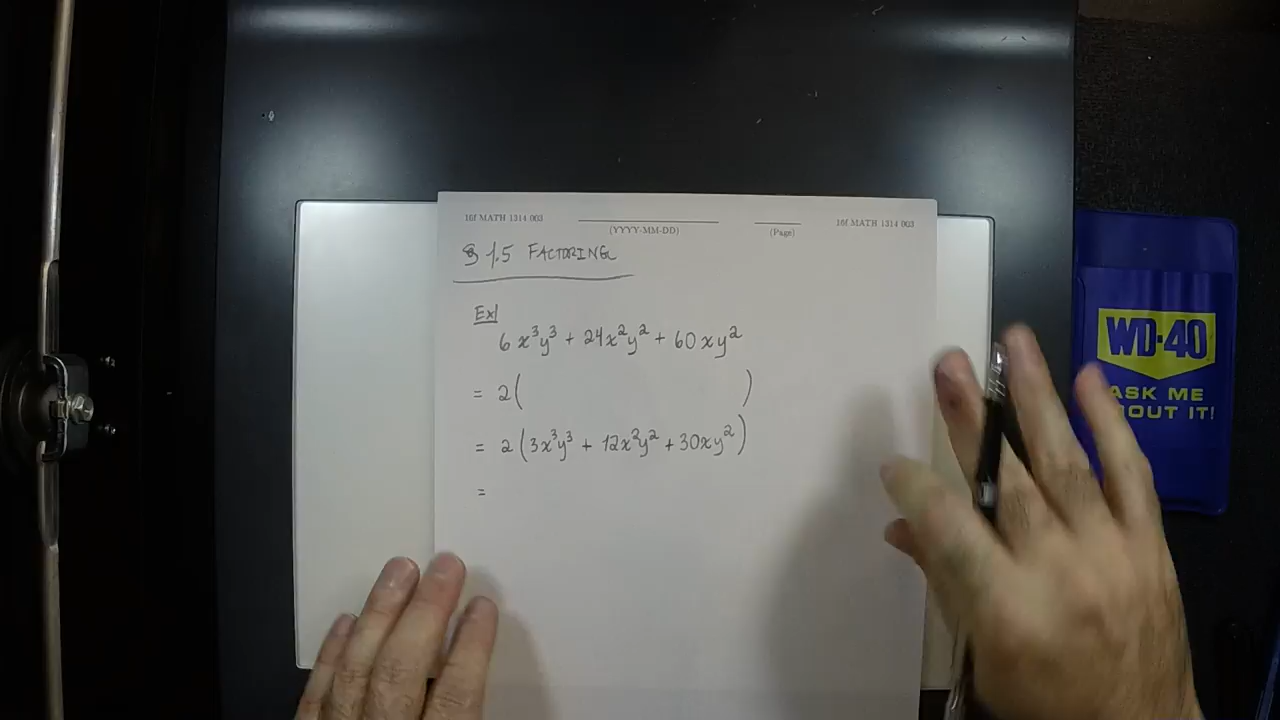 16f MATH 1314 003 (YYYY-MM-DD) (Page) 16f MATH 1314 003
§ 1.5 FACTORING
Ex1
6x³y³ + 24x²y² + 60xy²
= 2( )
= 2(3x³y³ + 12x²y² + 30xy²)
=
WD-40
ASK ME
OUT IT!